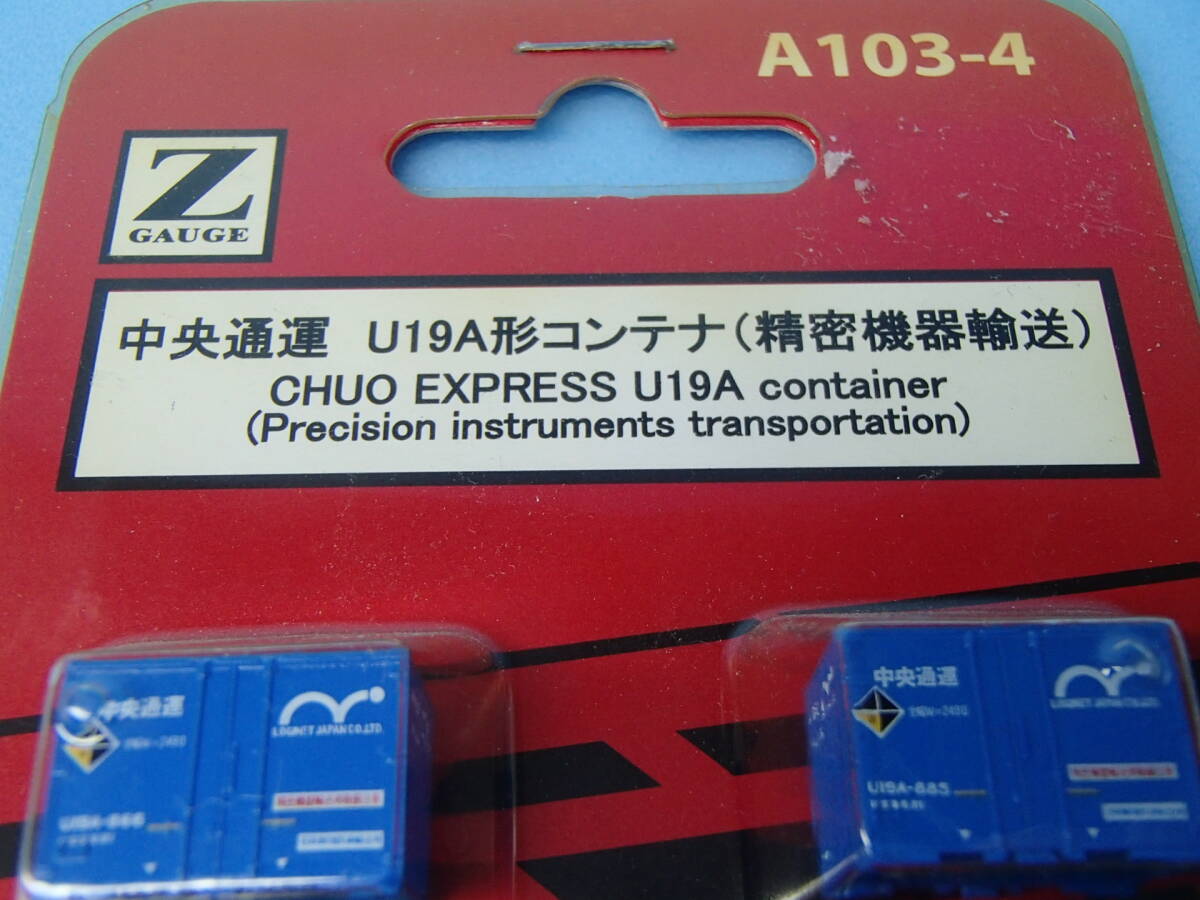 A103-4
Z
GAUGE
中央通運 U19A形コンテナ(精密機器輸送)
CHUO EXPRESS U19A container
(Precision instruments transportation)
中央通運
LOGINET JAPAN CO.,LTD.
U19A-866
中央通運
U19A-885